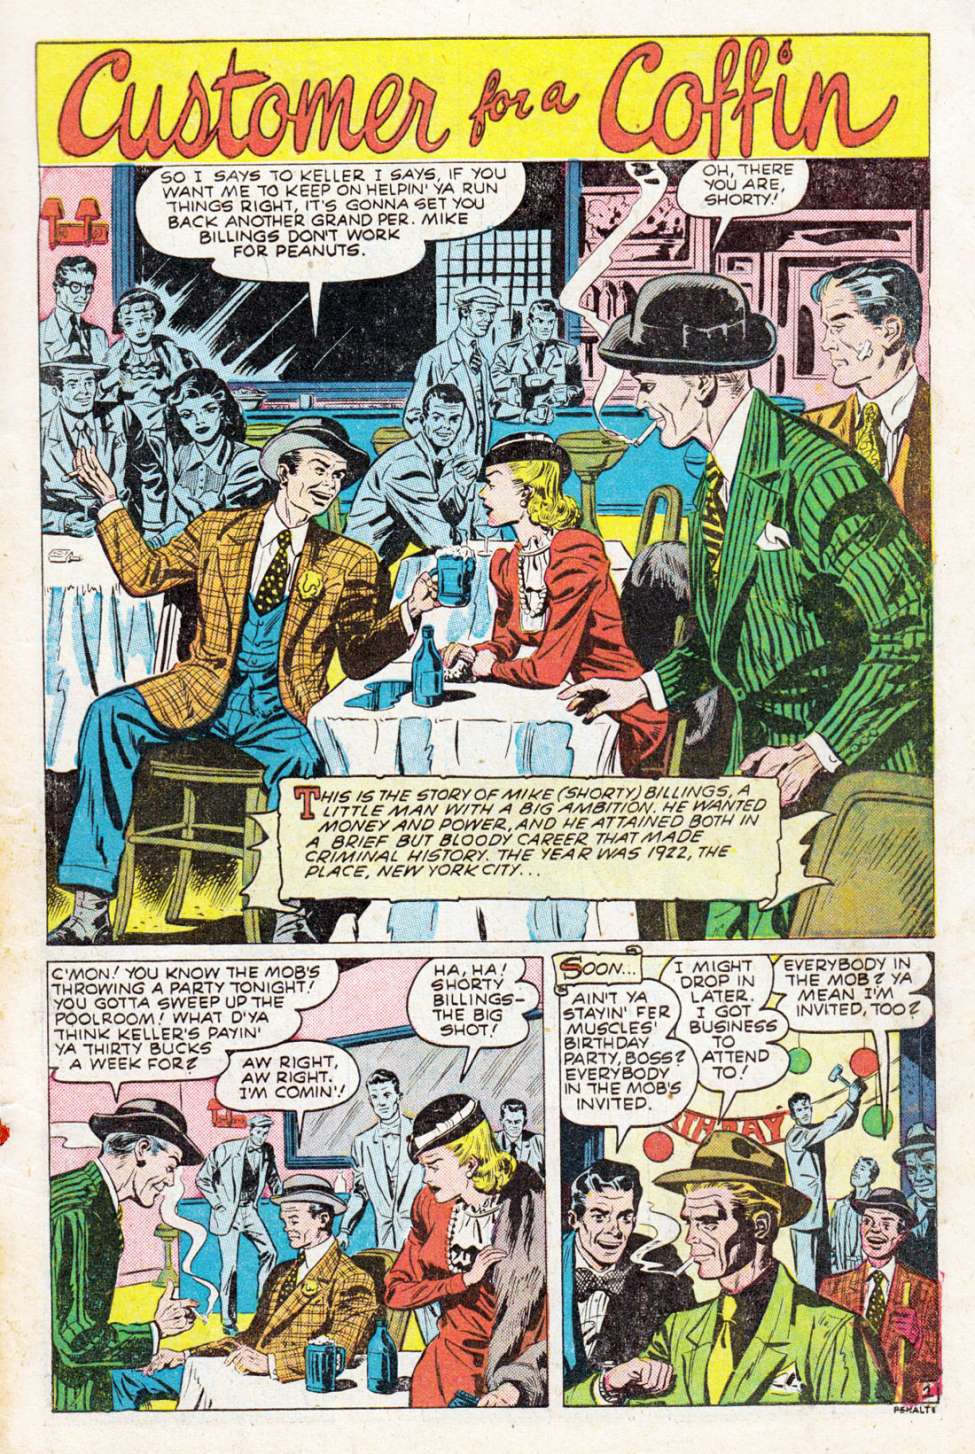 Customer for a Coffin
SO I SAYS TO KELLER I SAYS, IF YOU
WANT ME TO KEEP ON HELPIN' YA RUN
THINGS RIGHT, IT'S GONNA SET YOU
BACK ANOTHER GRAND PER. MIKE
BILLINGS DON'T WORK
FOR PEANUTS.
OH, THERE
YOU ARE,
SHORTY!
THIS IS THE STORY OF MIKE (SHORTY) BILLINGS, A
LITTLE MAN WITH A BIG AMBITION. HE WANTED
MONEY AND POWER, AND HE ATTAINED BOTH IN
A BRIEF BUT BLOODY CAREER THAT MADE
CRIMINAL HISTORY. THE YEAR WAS 1922, THE
PLACE, NEW YORK CITY...
C'MON! YOU KNOW THE MOB'S
THROWING A PARTY TONIGHT!
YOU GOTTA SWEEP UP THE
POOLROOM! WHAT D'YA
THINK KELLER'S PAYIN'
YA THIRTY BUCKS
A WEEK FOR?
AW RIGHT,
AW RIGHT.
I'M COMIN'!
HA, HA!
SHORTY
BILLINGS—
THE BIG
SHOT!
SOON...
AIN'T YA
STAYIN' FER
MUSCLES'
BIRTHDAY
PARTY, BOSS?
EVERYBODY
IN THE MOB'S
INVITED.
I MIGHT
DROP IN
LATER.
I GOT
BUSINESS
TO
ATTEND
TO!
EVERYBODY IN
THE MOB? YA
MEAN I'M
INVITED, TOO?
RTHDAY
1